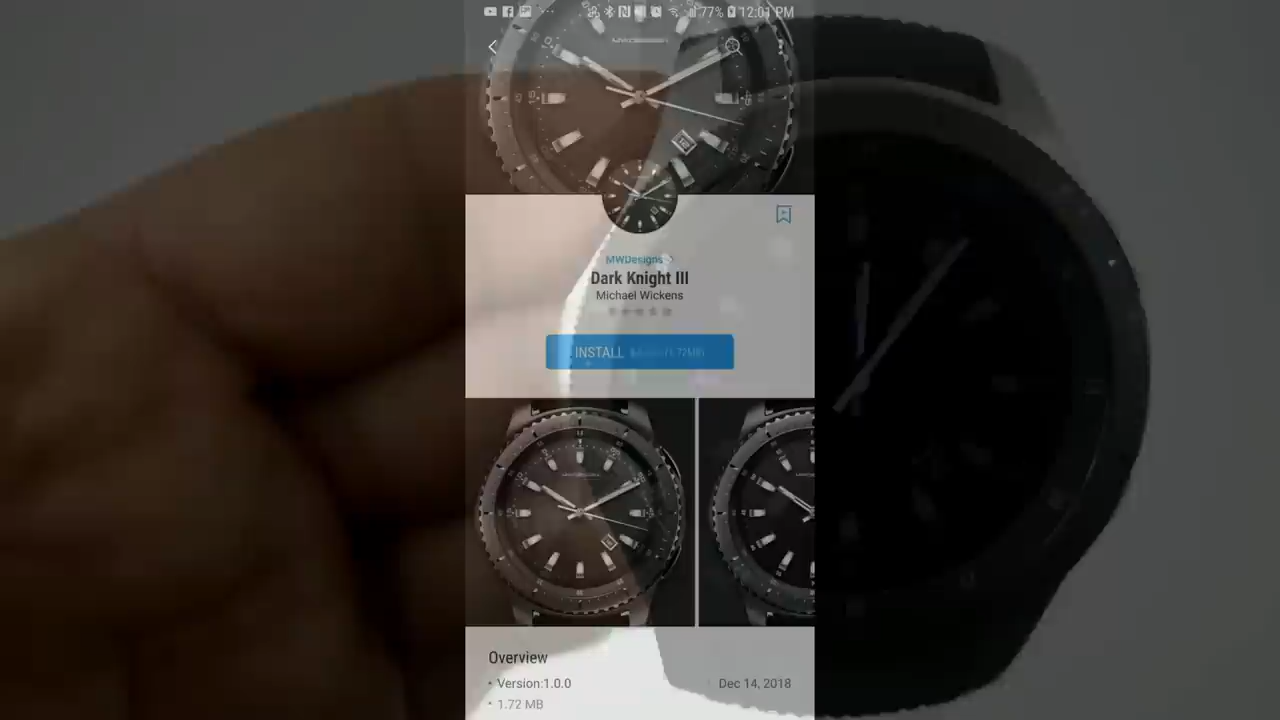 77% 12:01 PM
MWDesigns
Dark Knight III
Michael Wickens
INSTALL
Overview
• Version:1.0.0
Dec 14, 2018
• 1.72 MB